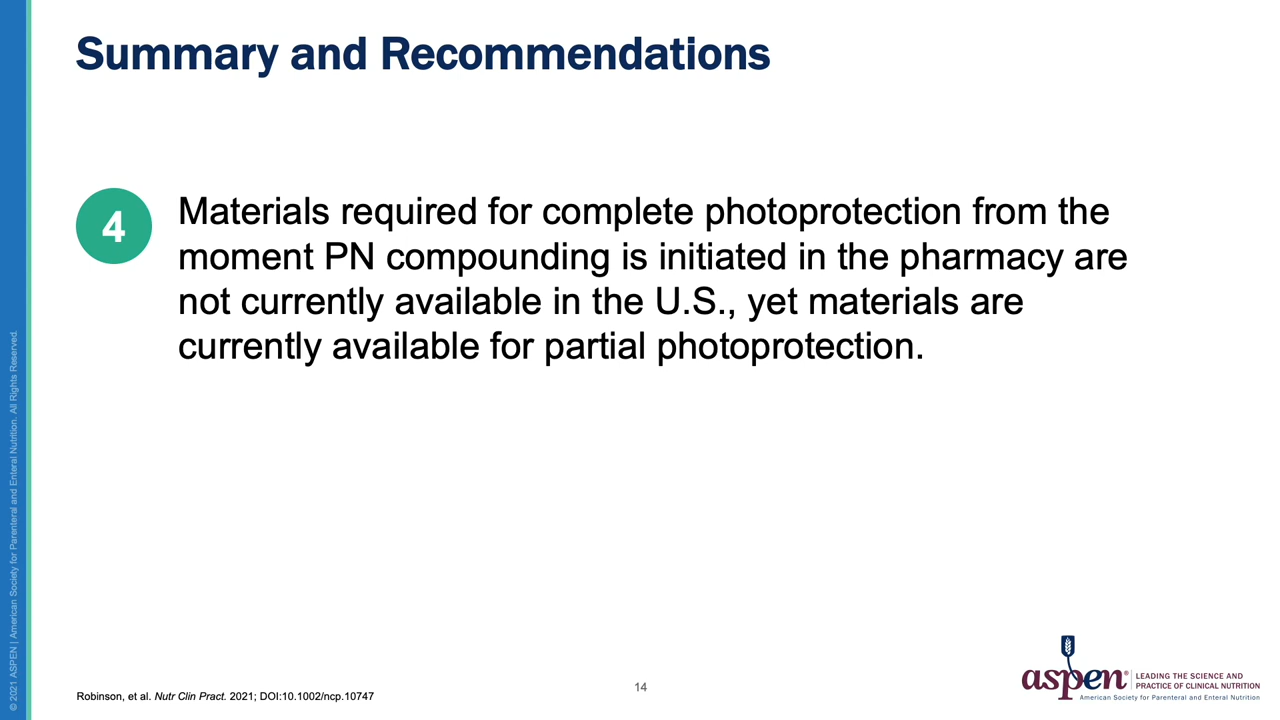 Summary and Recommendations
4
Materials required for complete photoprotection from the
moment PN compounding is initiated in the pharmacy are
not currently available in the U.S., yet materials are
currently available for partial photoprotection.
© 2021 ASPEN | American Society for Parenteral and Enteral Nutrition. All Rights Reserved.
Robinson, et al. Nutr Clin Pract. 2021; DOI:10.1002/ncp.10747
14
aspen®
LEADING THE SCIENCE AND
PRACTICE OF CLINICAL NUTRITION
American Society for Parenteral and Enteral Nutrition